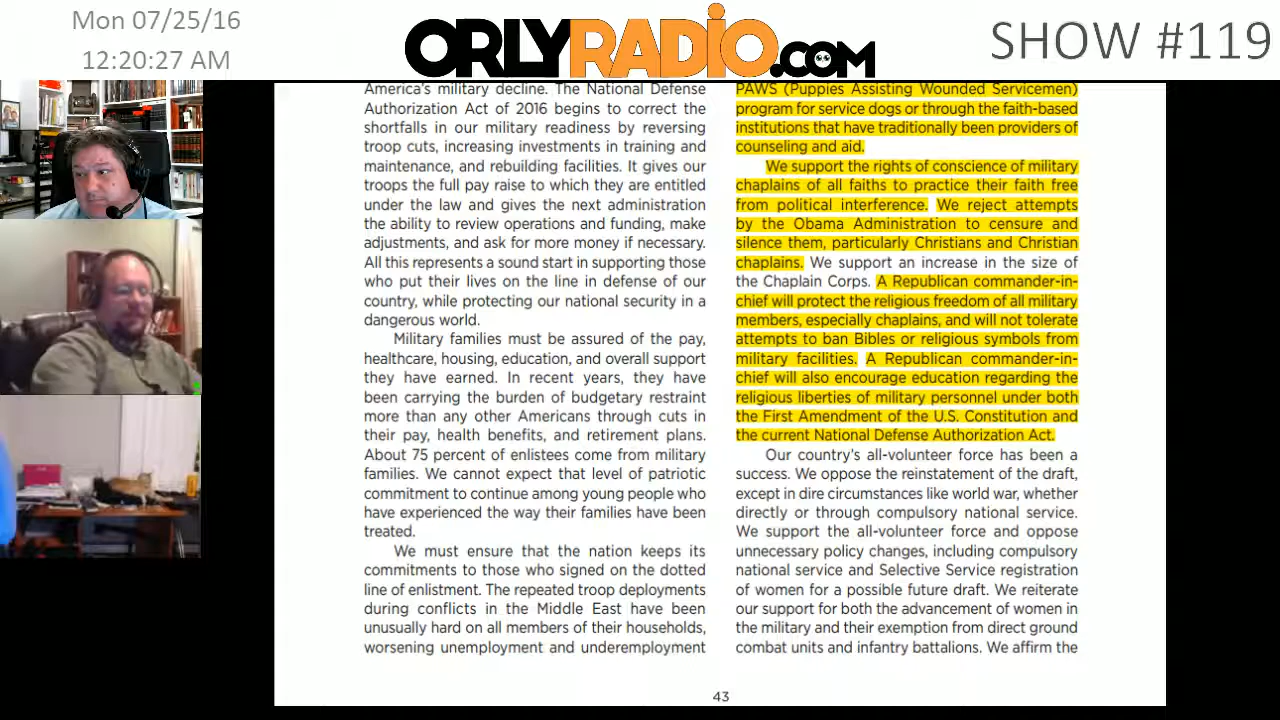 Mon 07/25/16
12:20:27 AM
ORLYRADiO.COM
SHOW #119
America's military decline. The National Defense
Authorization Act of 2016 begins to correct the
shortfalls in our military readiness by reversing
troop cuts, increasing investments in training and
maintenance, and rebuilding facilities. It gives our
troops the full pay raise to which they are entitled
under the law and gives the next administration
the ability to review operations and funding, make
adjustments, and ask for more money if necessary.
All this represents a sound start in supporting those
who put their lives on the line in defense of our
country, while protecting our national security in a
dangerous world.
Military families must be assured of the pay,
healthcare, housing, education, and overall support
they have earned. In recent years, they have
been carrying the burden of budgetary restraint
more than any other Americans through cuts in
their pay, health benefits, and retirement plans.
About 75 percent of enlistees come from military
families. We cannot expect that level of patriotic
commitment to continue among young people who
have experienced the way their families have been
treated.
We must ensure that the nation keeps its
commitments to those who signed on the dotted
line of enlistment. The repeated troop deployments
during conflicts in the Middle East have been
unusually hard on all members of their households,
worsening unemployment and underemployment
PAWS (Puppies Assisting Wounded Servicemen)
program for service dogs or through the faith-based
institutions that have traditionally been providers of
counseling and aid.
We support the rights of conscience of military
chaplains of all faiths to practice their faith free
from political interference. We reject attempts
by the Obama Administration to censure and
silence them, particularly Christians and Christian
chaplains. We support an increase in the size of
the Chaplain Corps. A Republican commander-in-
chief will protect the religious freedom of all military
members, especially chaplains, and will not tolerate
attempts to ban Bibles or religious symbols from
military facilities. A Republican commander-in-
chief will also encourage education regarding the
religious liberties of military personnel under both
the First Amendment of the U.S. Constitution and
the current National Defense Authorization Act.
Our country's all-volunteer force has been a
success. We oppose the reinstatement of the draft,
except in dire circumstances like world war, whether
directly or through compulsory national service.
We support the all-volunteer force and oppose
unnecessary policy changes, including compulsory
national service and Selective Service registration
of women for a possible future draft. We reiterate
our support for both the advancement of women in
the military and their exemption from direct ground
combat units and infantry battalions. We affirm the
43